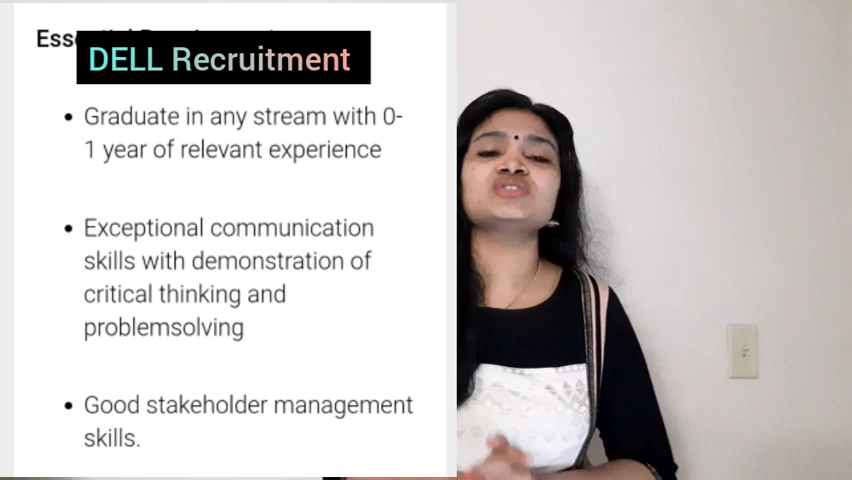 DELL Recruitment
Graduate in any stream with 0-
1 year of relevant experience
Exceptional communication
skills with demonstration of
critical thinking and
problemsolving
Good stakeholder management
skills.